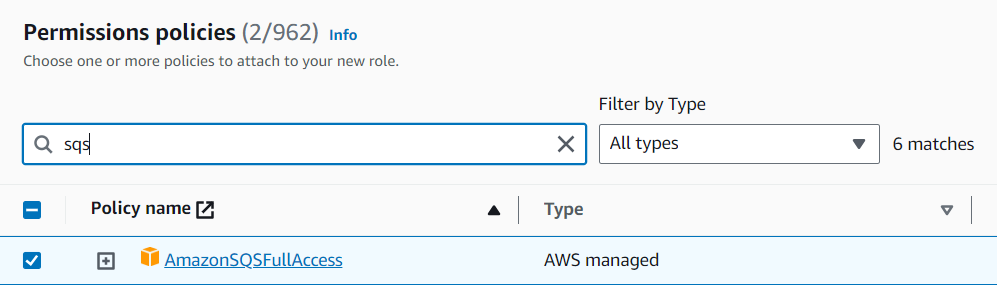 Permissions policies (2/962) Info
Choose one or more policies to attach to your new role.
Filter by Type
sqs All types 6 matches
Policy name Type
AmazonSQSFullAccess AWS managed